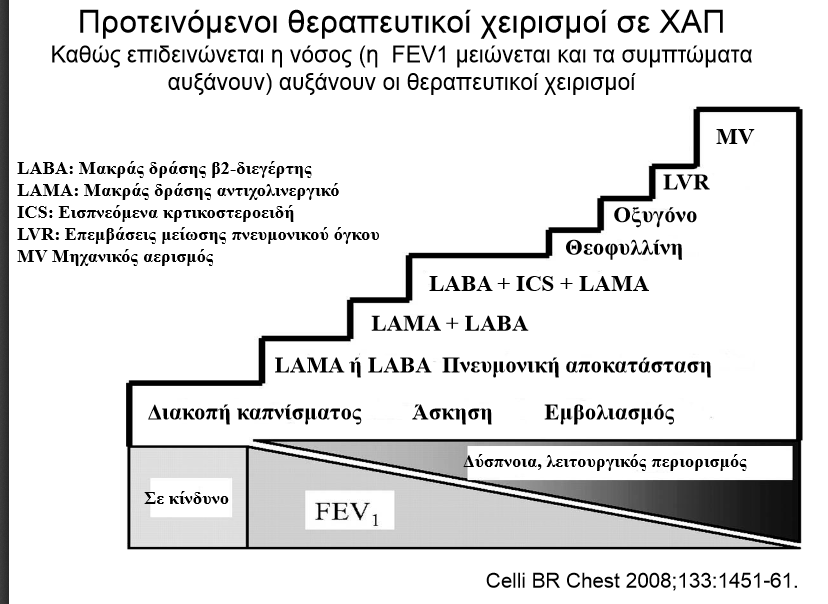 Προτεινόμενοι θεραπευτικοί χειρισμοί σε ΧΑΠ
Καθώς επιδεινώνεται η νόσος (η FEV1 μειώνεται και τα συμπτώματα
αυξάνουν) αυξάνουν οι θεραπευτικοί χειρισμοί
LABA: Μακράς δράσης β2-διεγέρτης
LAMA: Μακράς δράσης αντιχολινεργικό
ICS: Εισπνεόμενα κρτικοστεροειδή
LVR: Επεμβάσεις μείωσης πνευμονικού όγκου
MV Μηχανικός αερισμός
MV
LVR
Οξυγόνο
Θεοφυλλίνη
LABA + ICS + LAMA
LAMA + LABA
LAMA ή LABA Πνευμονική αποκατάσταση
Διακοπή καπνίσματος Άσκηση Εμβολιασμός
Δύσπνοια, λειτουργικός περιορισμός
Σε κίνδυνο
FEV₁
Celli BR Chest 2008;133:1451-61.